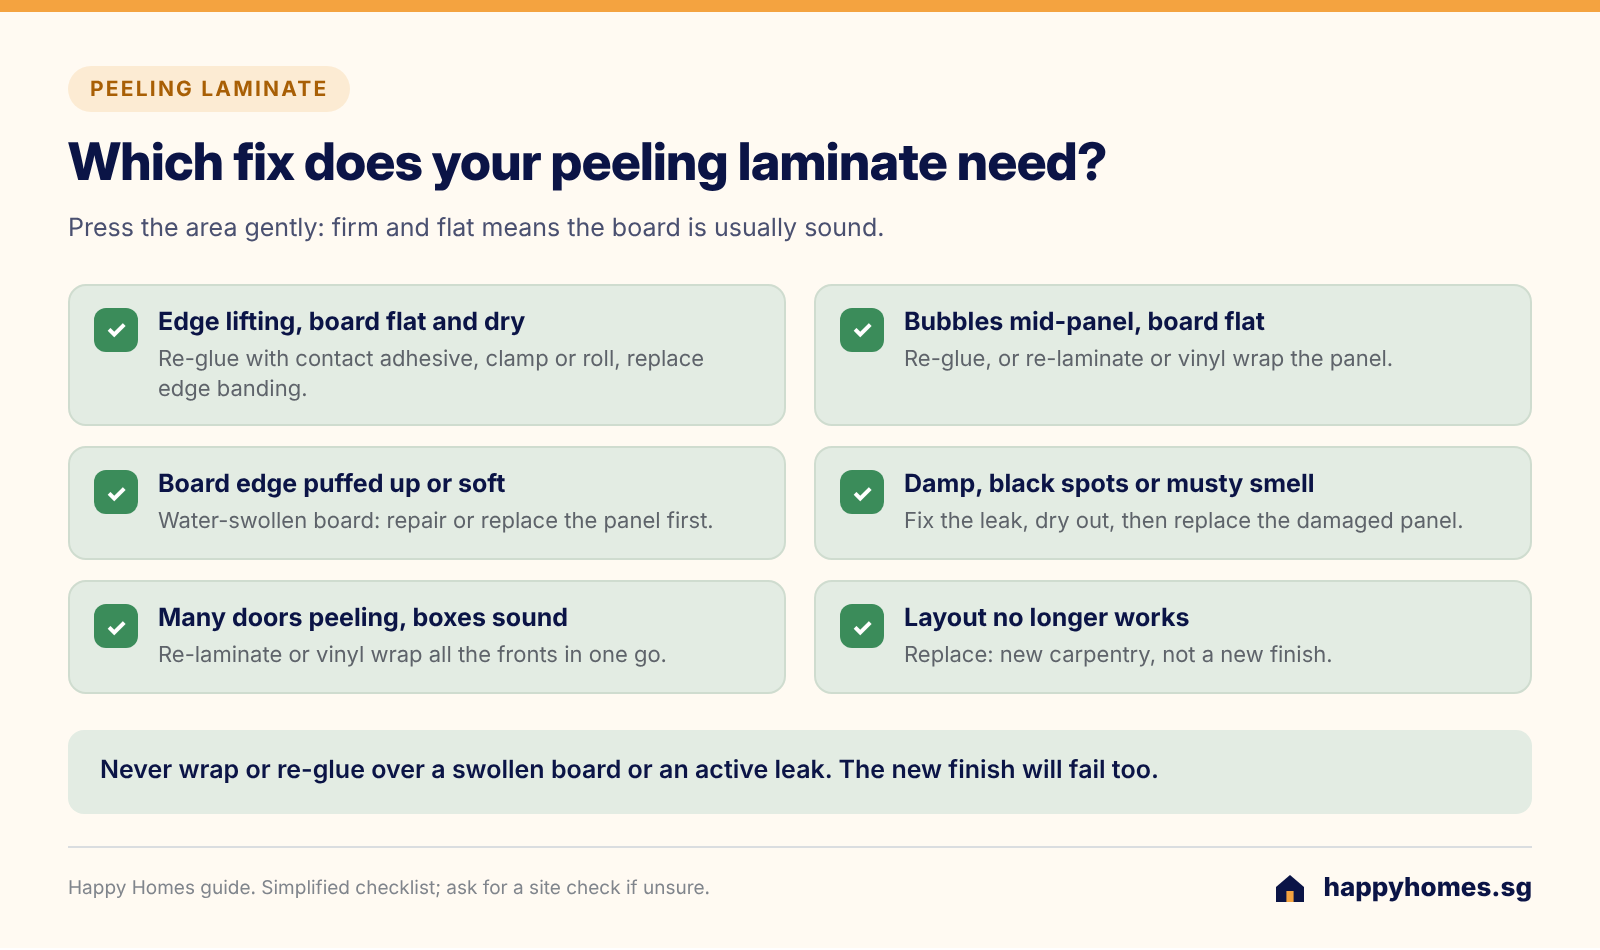 PEELING LAMINATE
Which fix does your peeling laminate need?
Press the area gently: firm and flat means the board is usually sound.
Edge lifting, board flat and dry
Re-glue with contact adhesive, clamp or roll, replace
edge banding.
Bubbles mid-panel, board flat
Re-glue, or re-laminate or vinyl wrap the panel.
Board edge puffed up or soft
Water-swollen board: repair or replace the panel first.
Damp, black spots or musty smell
Fix the leak, dry out, then replace the damaged panel.
Many doors peeling, boxes sound
Re-laminate or vinyl wrap all the fronts in one go.
Layout no longer works
Replace: new carpentry, not a new finish.
Never wrap or re-glue over a swollen board or an active leak. The new finish will fail too.
Happy Homes guide. Simplified checklist; ask for a site check if unsure.
happyhomes.sg